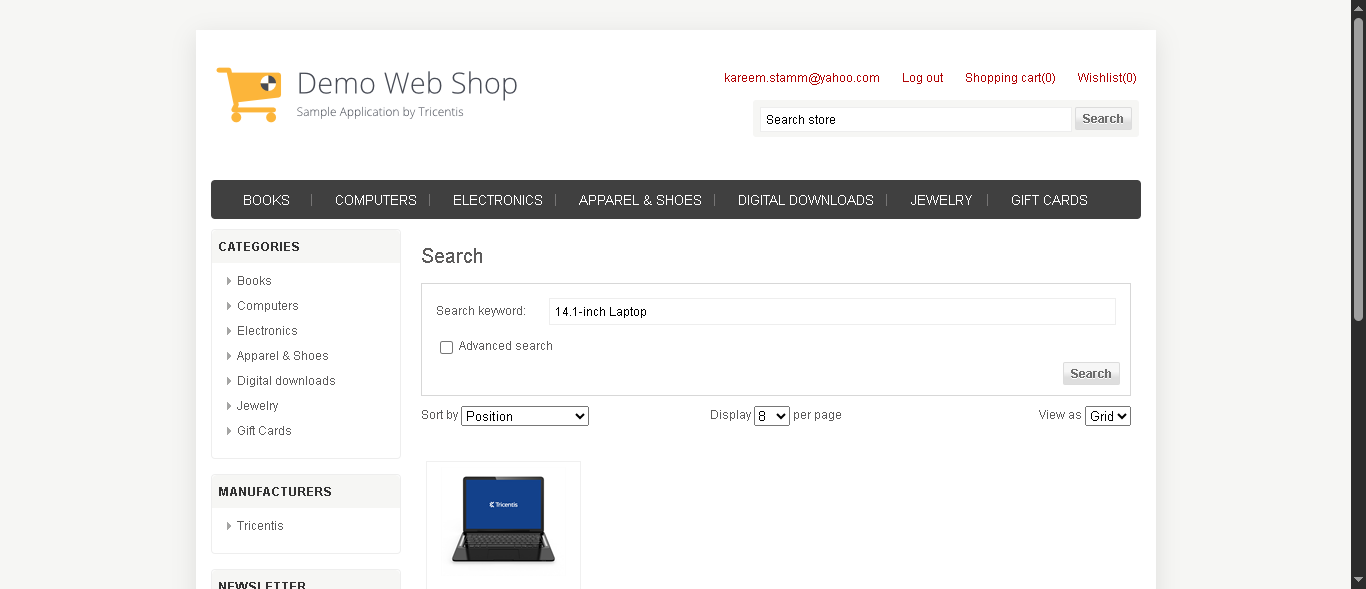 Demo Web Shop
Sample Application by Tricentis
kareem.stamm@yahoo.com Log out Shopping cart(0) Wishlist(0)
Search store Search
BOOKS COMPUTERS ELECTRONICS APPAREL & SHOES DIGITAL DOWNLOADS JEWELRY GIFT CARDS
CATEGORIES
Books
Computers
Electronics
Apparel & Shoes
Digital downloads
Jewelry
Gift Cards
MANUFACTURERS
Tricentis
NEWSLETTER
Search
Search keyword: 14.1-inch Laptop
Advanced search
Search
Sort by Position Display 8 per page View as Grid
Tricentis